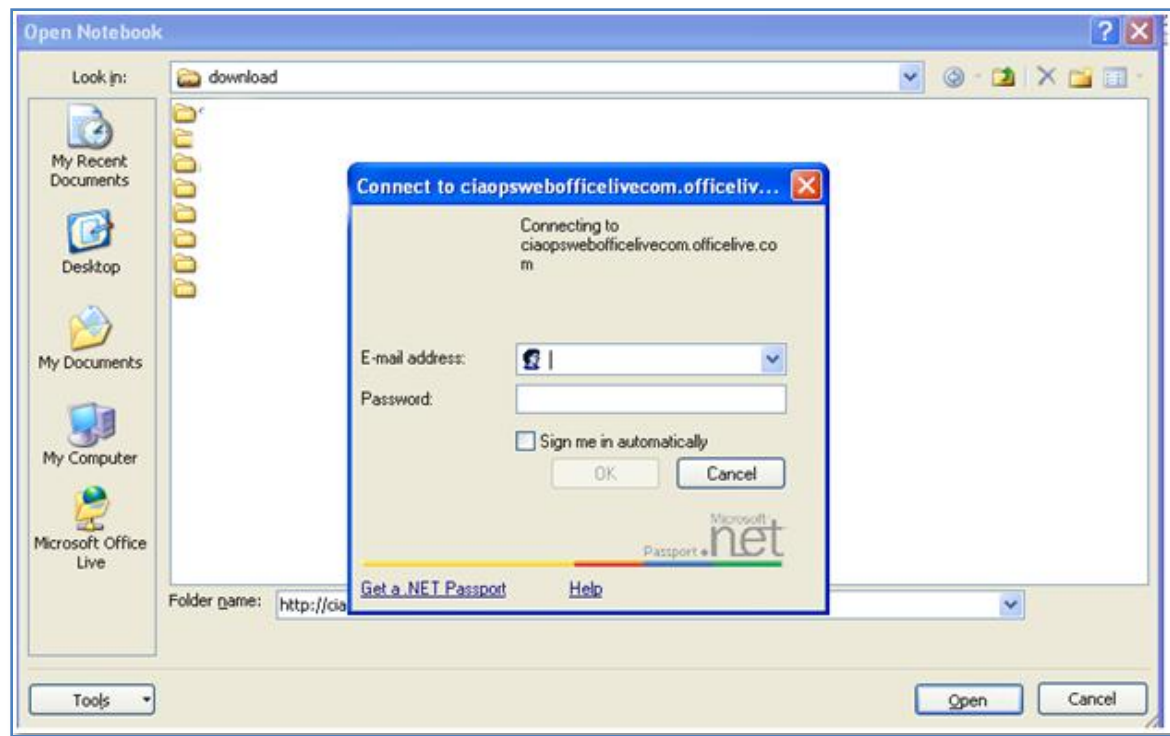 Open Notebook
Look in:
download
My Recent
Documents
Desktop
My Documents
My Computer
Microsoft Office
Live
Connect to ciaopswebofficelivecom.officeliv...
Connecting to
ciaopswebofficelivecom.officelive.co
m
E-mail address:
Password:
Sign me in automatically
OK
Cancel
Microsoft
Passport
.net
Get a .NET Passport
Help
Folder name:
http://cia
Tools
Open
Cancel